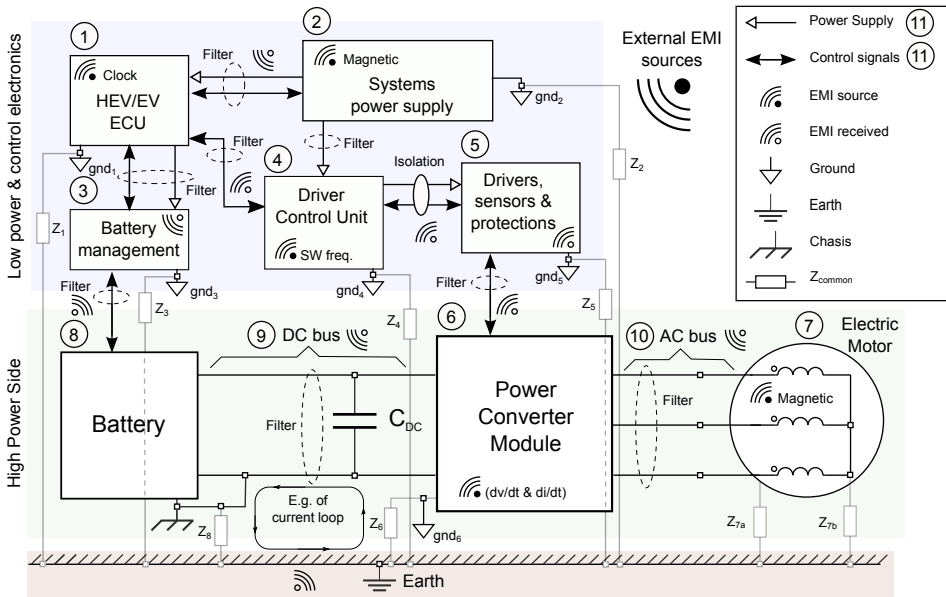 Low power & control electronics
High Power Side
1
Clock
HEV/EV
ECU
2
Magnetic
Systems
power supply
Filter
gnd2
External EMI
sources
Power Supply 11
Control signals 11
EMI source
EMI received
Ground
Earth
Chasis
Zcommon
gnd1
Filter
Filter
Filter
3
Battery
management
4
Driver
Control Unit
SW freq.
Isolation
5
Drivers,
sensors &
protections
Z2
Z1
Filter
gnd3
Z3
gnd4
Z4
Filter
gnd5
Z5
8
Battery
9 DC bus
Filter
CDC
6
Power
Converter
Module
(dv/dt & di/dt)
10 AC bus
Filter
7
Electric
Motor
Magnetic
E.g. of
current loop
Z8
Z6
gnd6
Z7a
Z7b
Earth